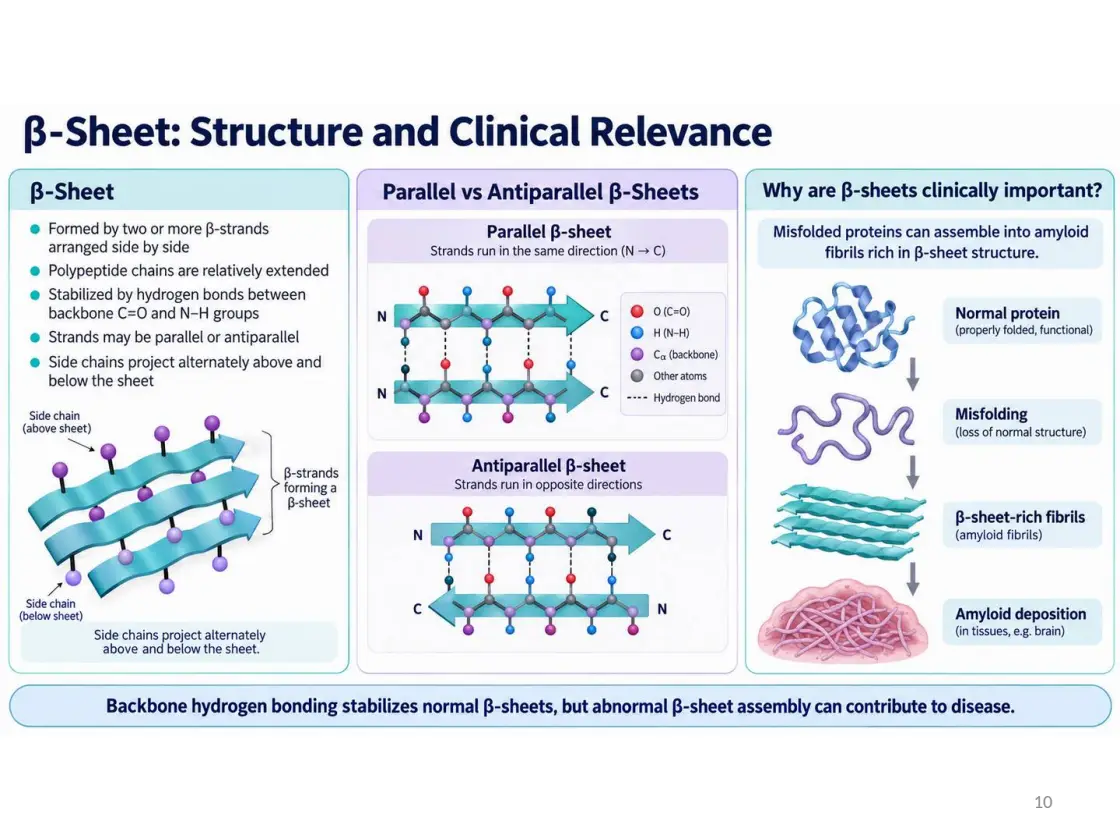 β-Sheet: Structure and Clinical Relevance
β-Sheet
Formed by two or more β-strands
arranged side by side
Polypeptide chains are relatively extended
Stabilized by hydrogen bonds between
backbone C=O and N–H groups
Strands may be parallel or antiparallel
Side chains project alternately above and
below the sheet
Side chain
(above sheet)
β-strands
forming a
β-sheet
Side chain
(below sheet)
Side chains project alternately
above and below the sheet.
Parallel vs Antiparallel β-Sheets
Parallel β-sheet
Strands run in the same direction (N → C)
N
C
N
C
O (C=O)
H (N–H)
Cα (backbone)
Other atoms
Hydrogen bond
Antiparallel β-sheet
Strands run in opposite directions
N
C
C
N
Why are β-sheets clinically important?
Misfolded proteins can assemble into amyloid
fibrils rich in β-sheet structure.
Normal protein
(properly folded, functional)
Misfolding
(loss of normal structure)
β-sheet-rich fibrils
(amyloid fibrils)
Amyloid deposition
(in tissues, e.g. brain)
Backbone hydrogen bonding stabilizes normal β-sheets, but abnormal β-sheet assembly can contribute to disease.
10